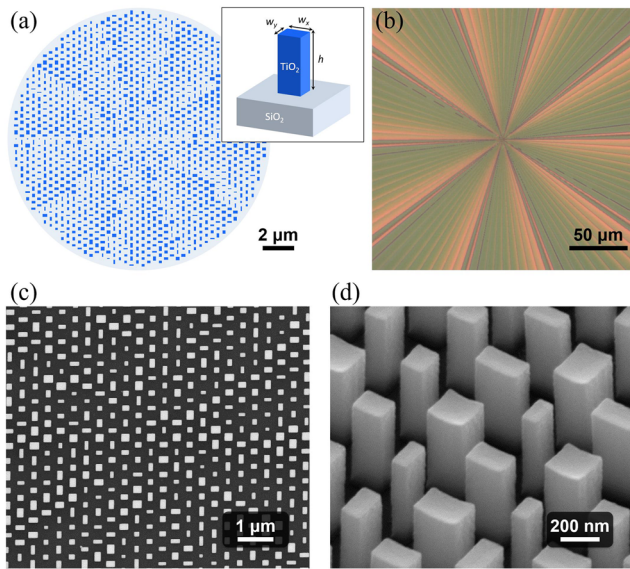 (a)
w_y
w_x
h
TiO₂
SiO₂
2 μm
(b)
50 μm
(c)
1 μm
(d)
200 nm